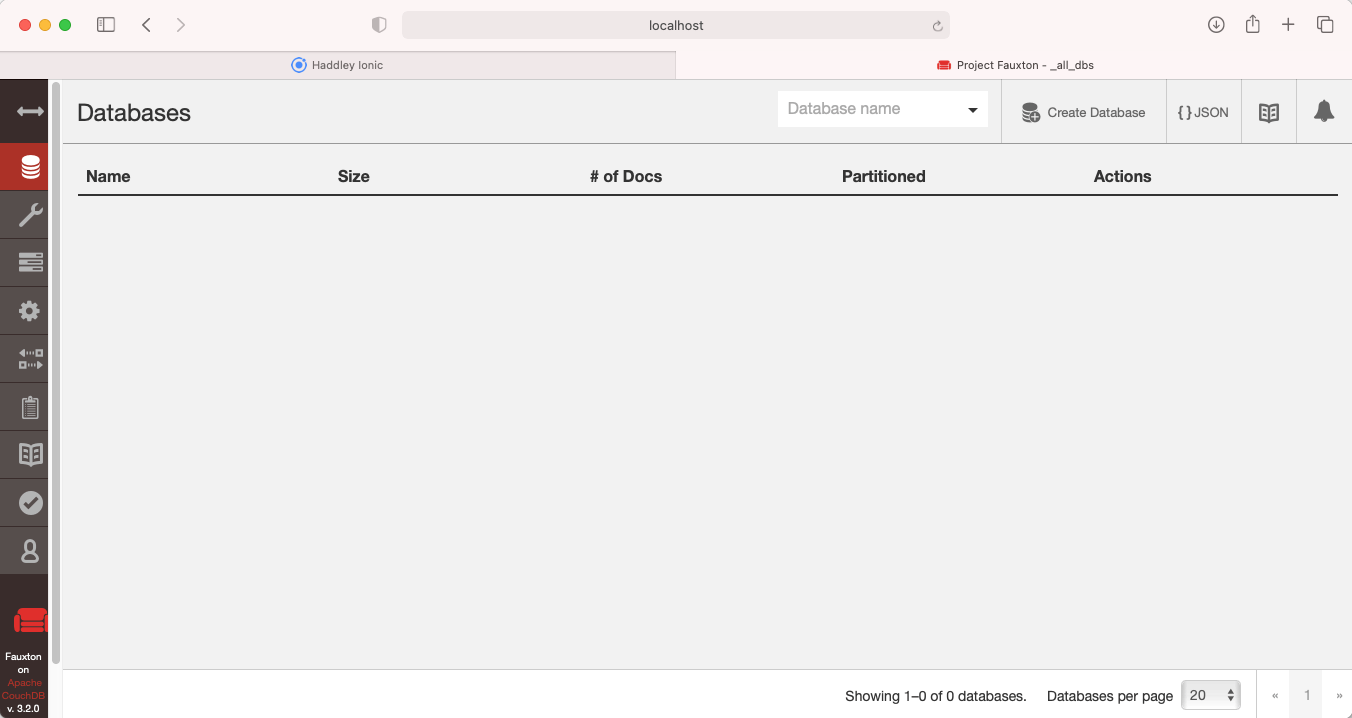 localhost
Haddley Ionic
Project Fauxton - _all_dbs
Databases
Database name
Create Database
{ } JSON
Name Size # of Docs Partitioned Actions
Fauxton
on
Apache
CouchDB
v. 3.2.0
Showing 1–0 of 0 databases. Databases per page 20 « 1 »